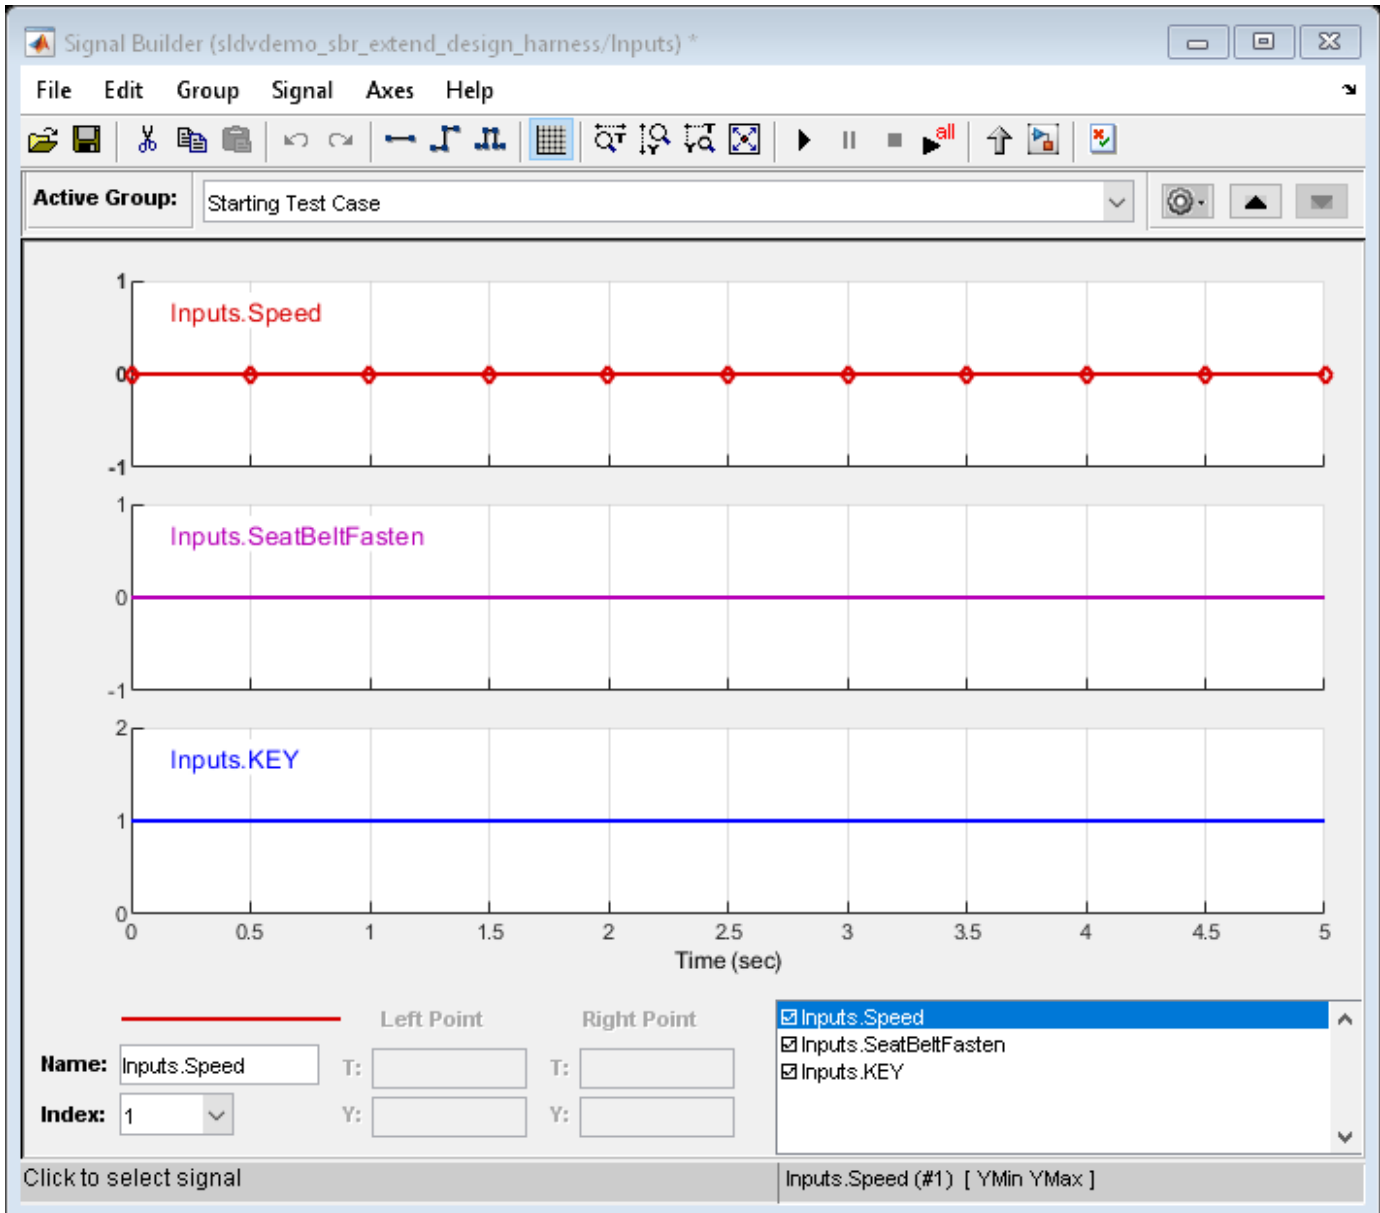 Signal Builder (sldvdemo_sbr_extend_design_harness/Inputs) *
File Edit Group Signal Axes Help
all
Active Group: Starting Test Case
1
Inputs.Speed
0
-1
1
Inputs.SeatBeltFasten
0
-1
2
Inputs.KEY
1
0
0 0.5 1 1.5 2 2.5 3 3.5 4 4.5 5
Time (sec)
Left Point Right Point
Name: Inputs.Speed T: T:
Index: 1 Y: Y:
Inputs.Speed
Inputs.SeatBeltFasten
Inputs.KEY
Click to select signal
Inputs.Speed (#1) [ YMin YMax ]